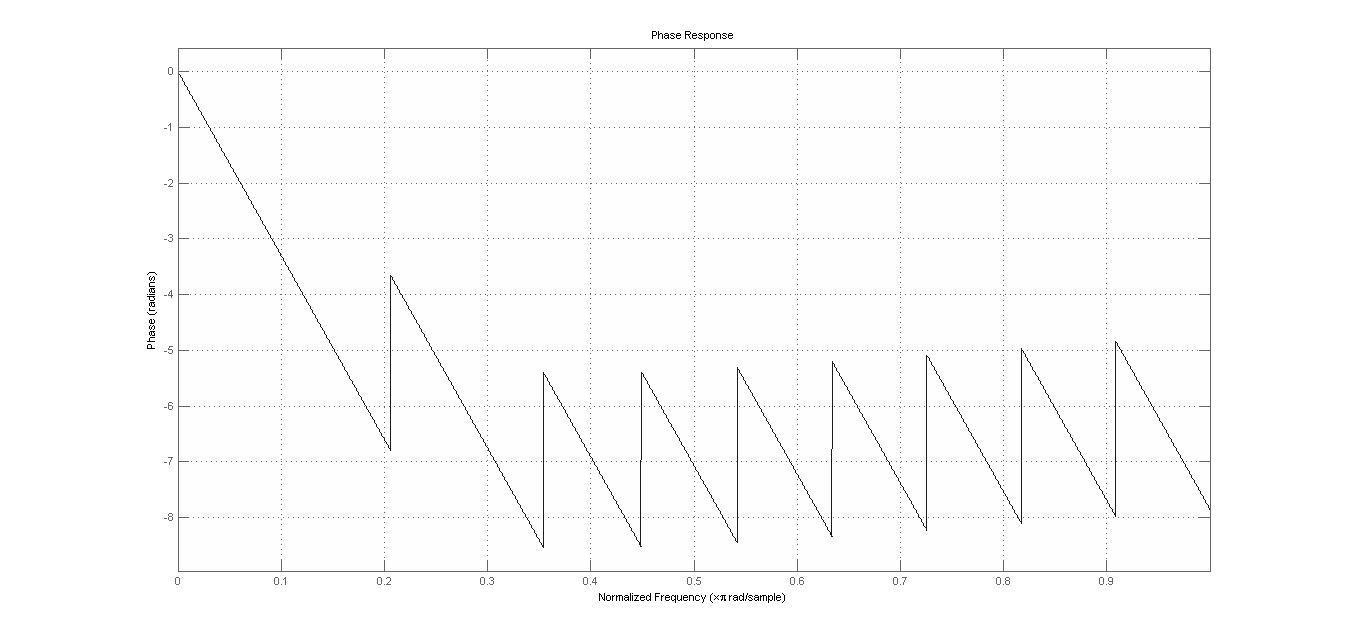 Phase Response
0
-1
-2
-3
-4
-5
-6
-7
-8
Phase (radians)
0 0.1 0.2 0.3 0.4 0.5 0.6 0.7 0.8 0.9
Normalized Frequency (×π rad/sample)